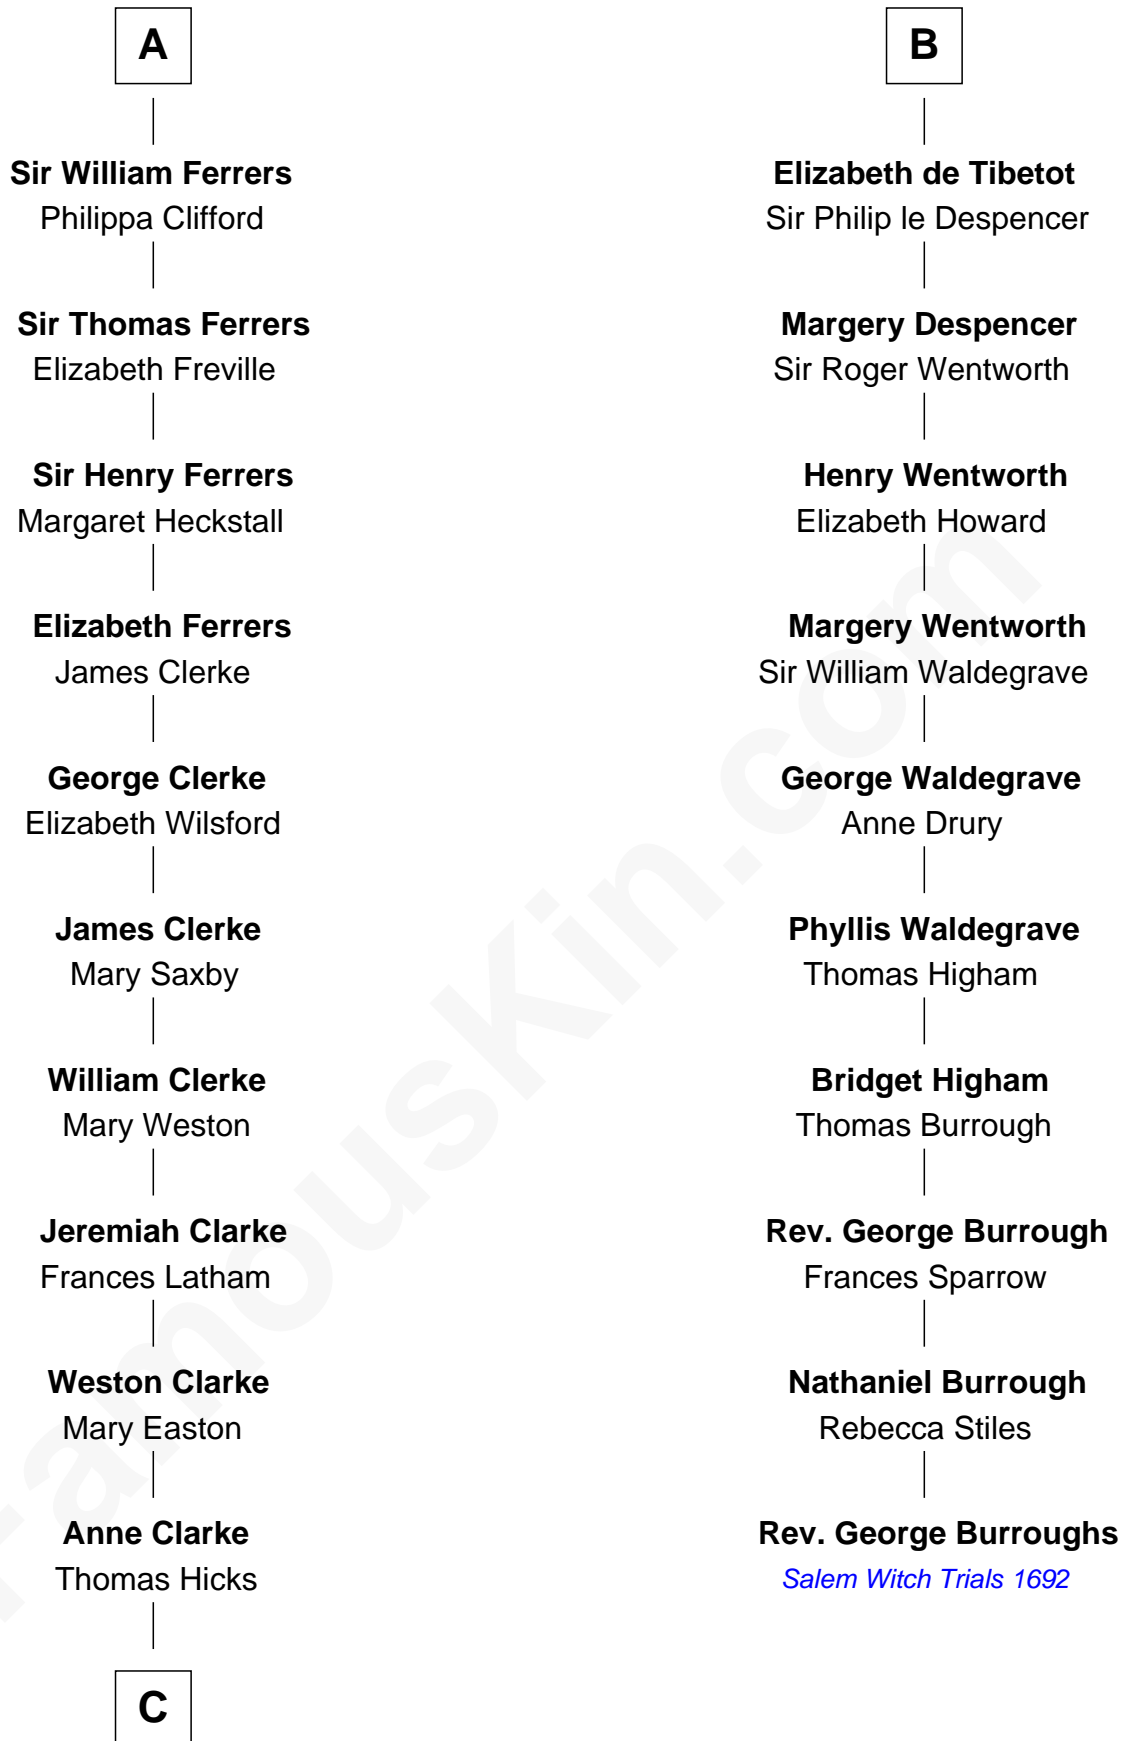 A
Sir William Ferrers
Philippa Clifford
Sir Thomas Ferrers
Elizabeth Freville
Sir Henry Ferrers
Margaret Heckstall
Elizabeth Ferrers
James Clerke
George Clerke
Elizabeth Wilsford
James Clerke
Mary Saxby
William Clerke
Mary Weston
Jeremiah Clarke
Frances Latham
Weston Clarke
Mary Easton
Anne Clarke
Thomas Hicks
C
B
Elizabeth de Tibetot
Sir Philip le Despencer
Margery Despencer
Sir Roger Wentworth
Henry Wentworth
Elizabeth Howard
Margery Wentworth
Sir William Waldegrave
George Waldegrave
Anne Drury
Phyllis Waldegrave
Thomas Higham
Bridget Higham
Thomas Burrough
Rev. George Burrough
Frances Sparrow
Nathaniel Burrough
Rebecca Stiles
Rev. George Burroughs
Salem Witch Trials 1692
FamousKin.com